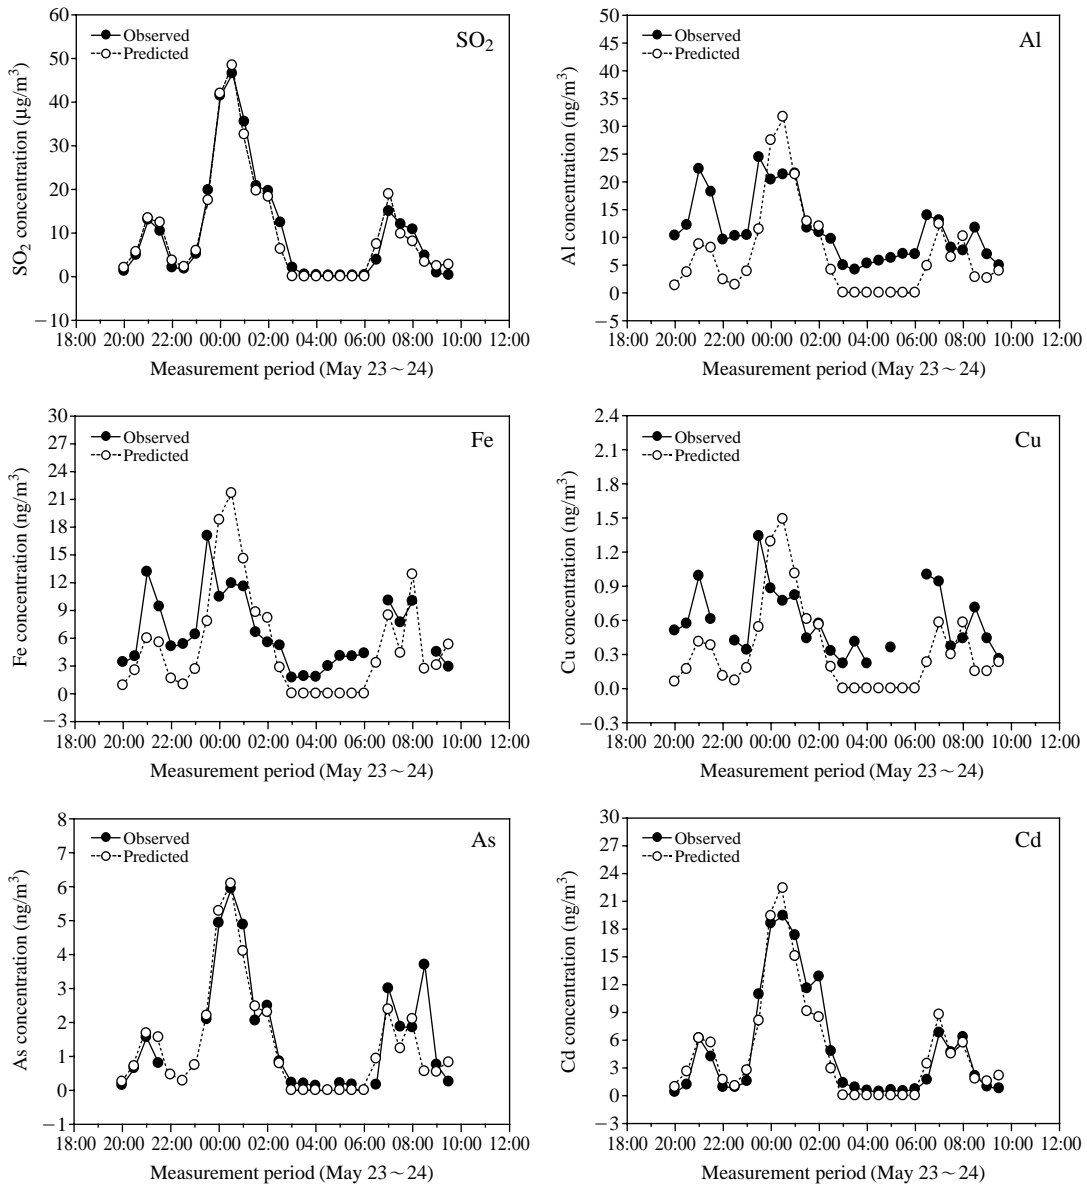 60
50
40
30
20
10
0
−10
SO2 concentration (μg/m3)
Observed
Predicted
SO2
18:00 20:00 22:00 00:00 02:00 04:00 06:00 08:00 10:00 12:00
Measurement period (May 23~24)
50
45
40
35
30
25
20
15
10
5
0
−5
Al concentration (ng/m3)
Observed
Predicted
Al
18:00 20:00 22:00 00:00 02:00 04:00 06:00 08:00 10:00 12:00
Measurement period (May 23~24)
30
27
24
21
18
15
12
9
6
3
0
−3
Fe concentration (ng/m3)
Observed
Predicted
Fe
18:00 20:00 22:00 00:00 02:00 04:00 06:00 08:00 10:00 12:00
Measurement period (May 23~24)
2.4
2.1
1.8
1.5
1.2
0.9
0.6
0.3
0.0
−0.3
Cu concentration (ng/m3)
Observed
Predicted
Cu
18:00 20:00 22:00 00:00 02:00 04:00 06:00 08:00 10:00 12:00
Measurement period (May 23~24)
8
7
6
5
4
3
2
1
0
−1
As concentration (ng/m3)
Observed
Predicted
As
18:00 20:00 22:00 00:00 02:00 04:00 06:00 08:00 10:00 12:00
Measurement period (May 23~24)
30
27
24
21
18
15
12
9
6
3
0
−3
Cd concentration (ng/m3)
Observed
Predicted
Cd
18:00 20:00 22:00 00:00 02:00 04:00 06:00 08:00 10:00 12:00
Measurement period (May 23~24)